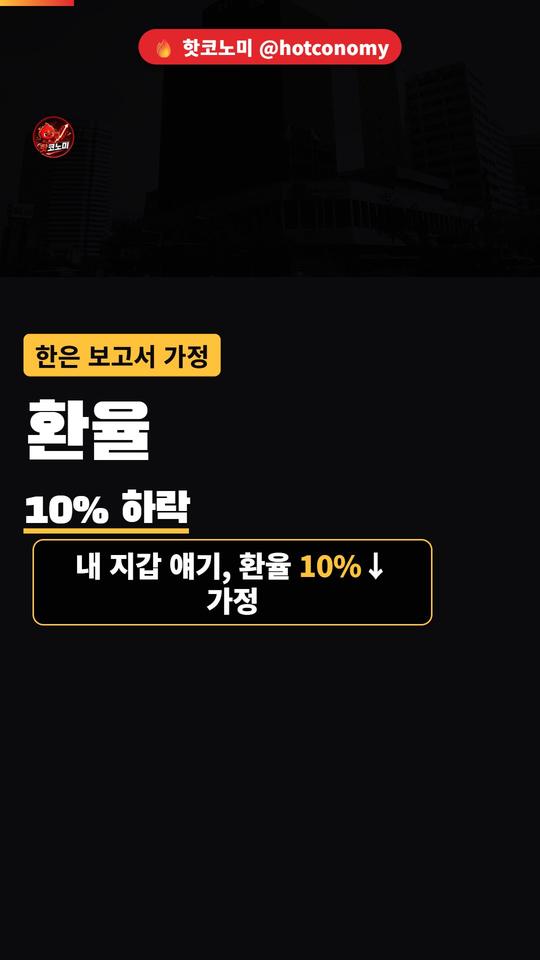 핫코노미 @hotconomy
핫코노미
한은 보고서 가정
환율
10% 하락
내 지갑 얘기, 환율 10%↓
가정